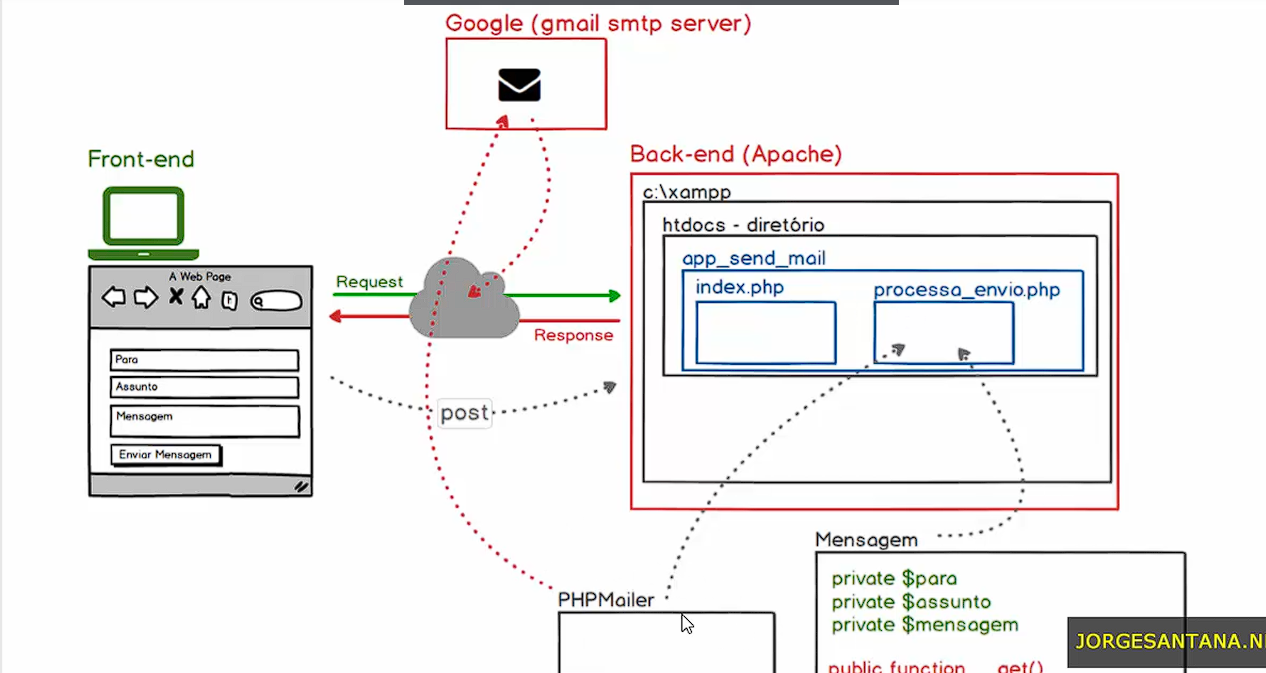 Google (gmail smtp server)
Front-end
Back-end (Apache)
c:\xampp
htdocs - diretório
app_send_mail
index.php
processa_envio.php
A Web Page
Request
Response
Para
Assunto
Mensagem
Enviar Mensagem
post
PHPMailer
Mensagem
private $para
private $assunto
private $mensagem
public function __get()
JORGESANTANA.N